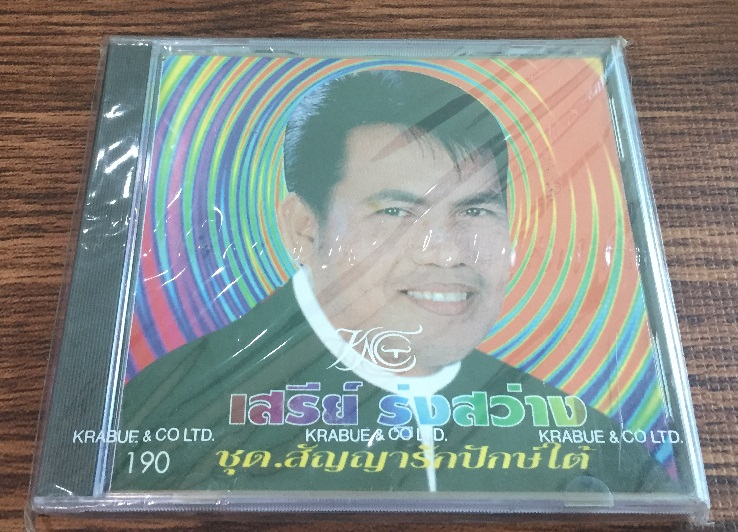 เสรีย์ รุ่งสว่าง
KRABUE & CO LTD. KRABUE & CO LTD. KRABUE & CO LTD.
190 ชุด.สัญญารักปักษ์ใต้